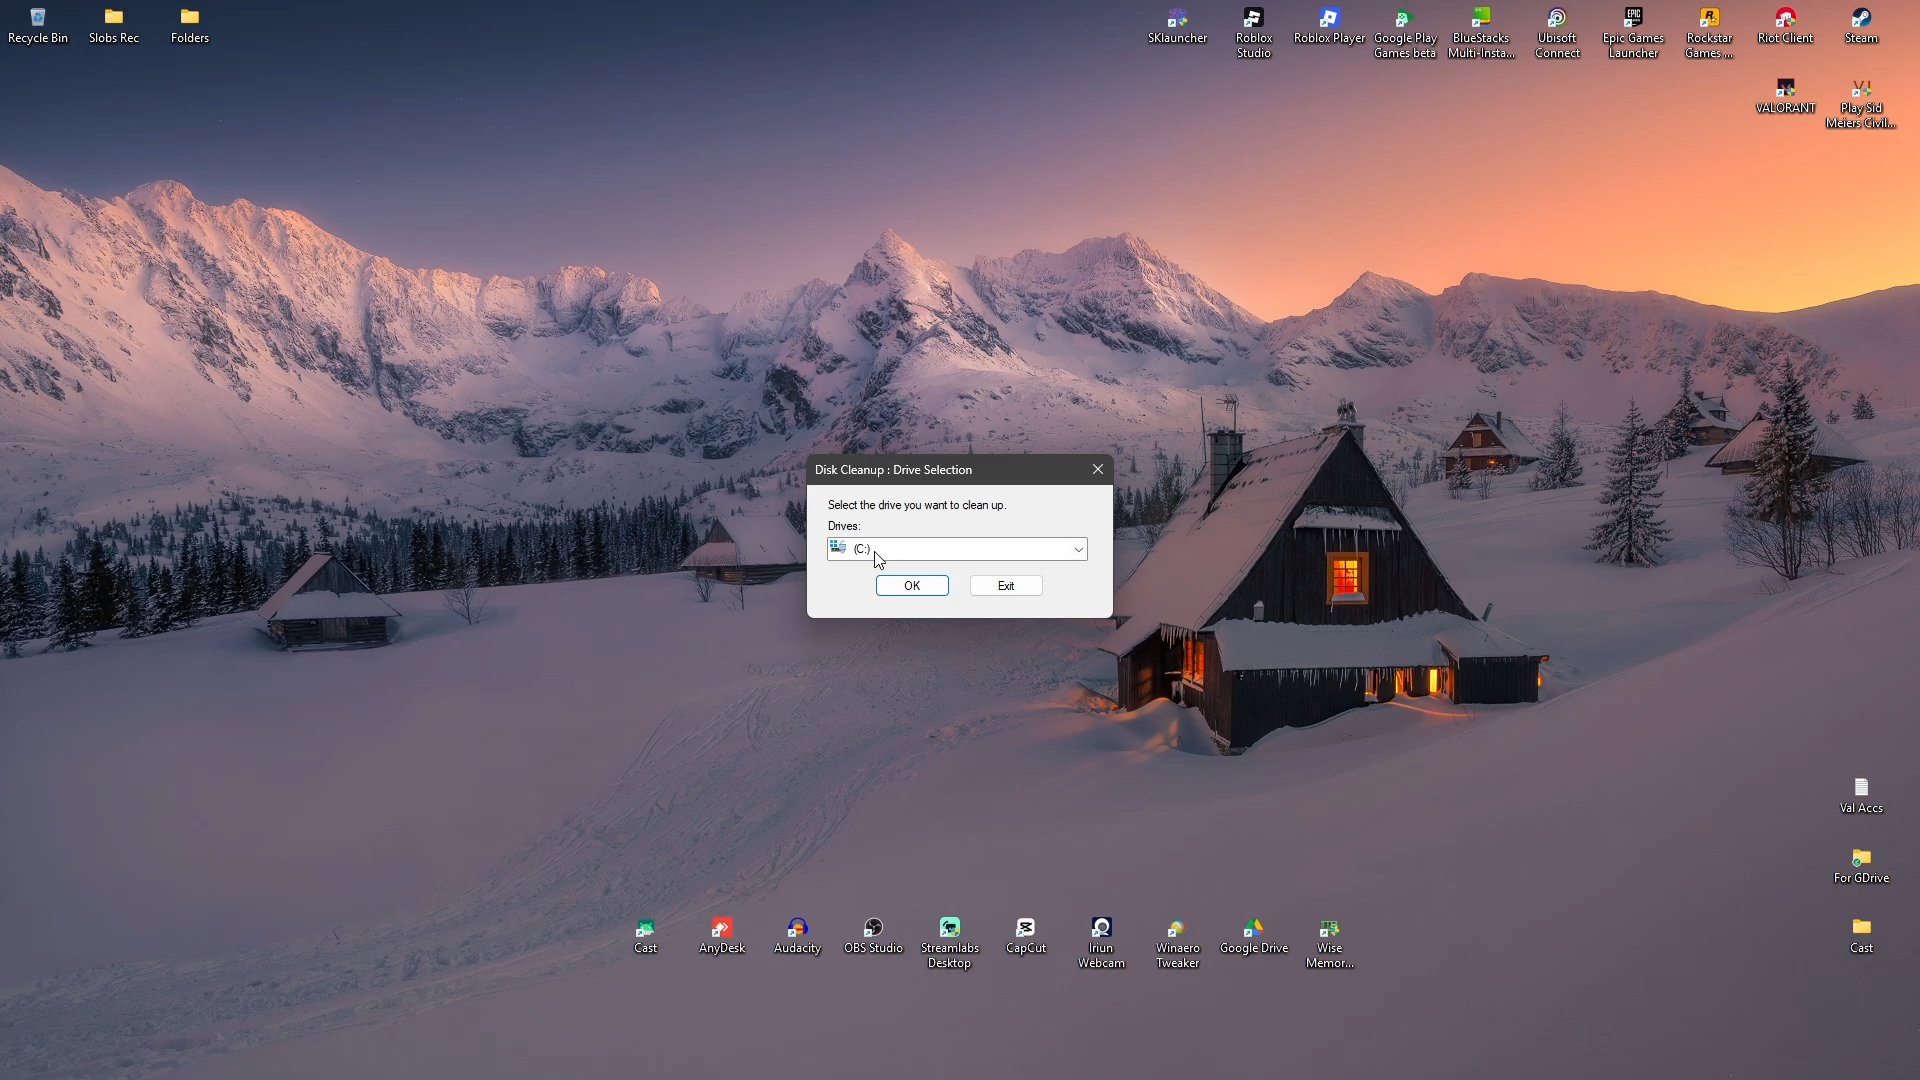 Recycle Bin
Slobs Rec
Folders
SKlauncher
Roblox
Studio
Roblox Player
Google Play
Games beta
BlueStacks
Multi-Insta...
Ubisoft
Connect
Epic Games
Launcher
Rockstar
Games ...
Riot Client
Steam
VALORANT
Play Sid
Meiers Civil...
Disk Cleanup : Drive Selection
Select the drive you want to clean up.
Drives:
(C:)
OK
Exit
Val Accs
For GDrive
Cast
AnyDesk
Audacity
OBS Studio
Streamlabs
Desktop
CapCut
Iriun
Webcam
Winaero
Tweaker
Google Drive
Wise
Memor...
Cast